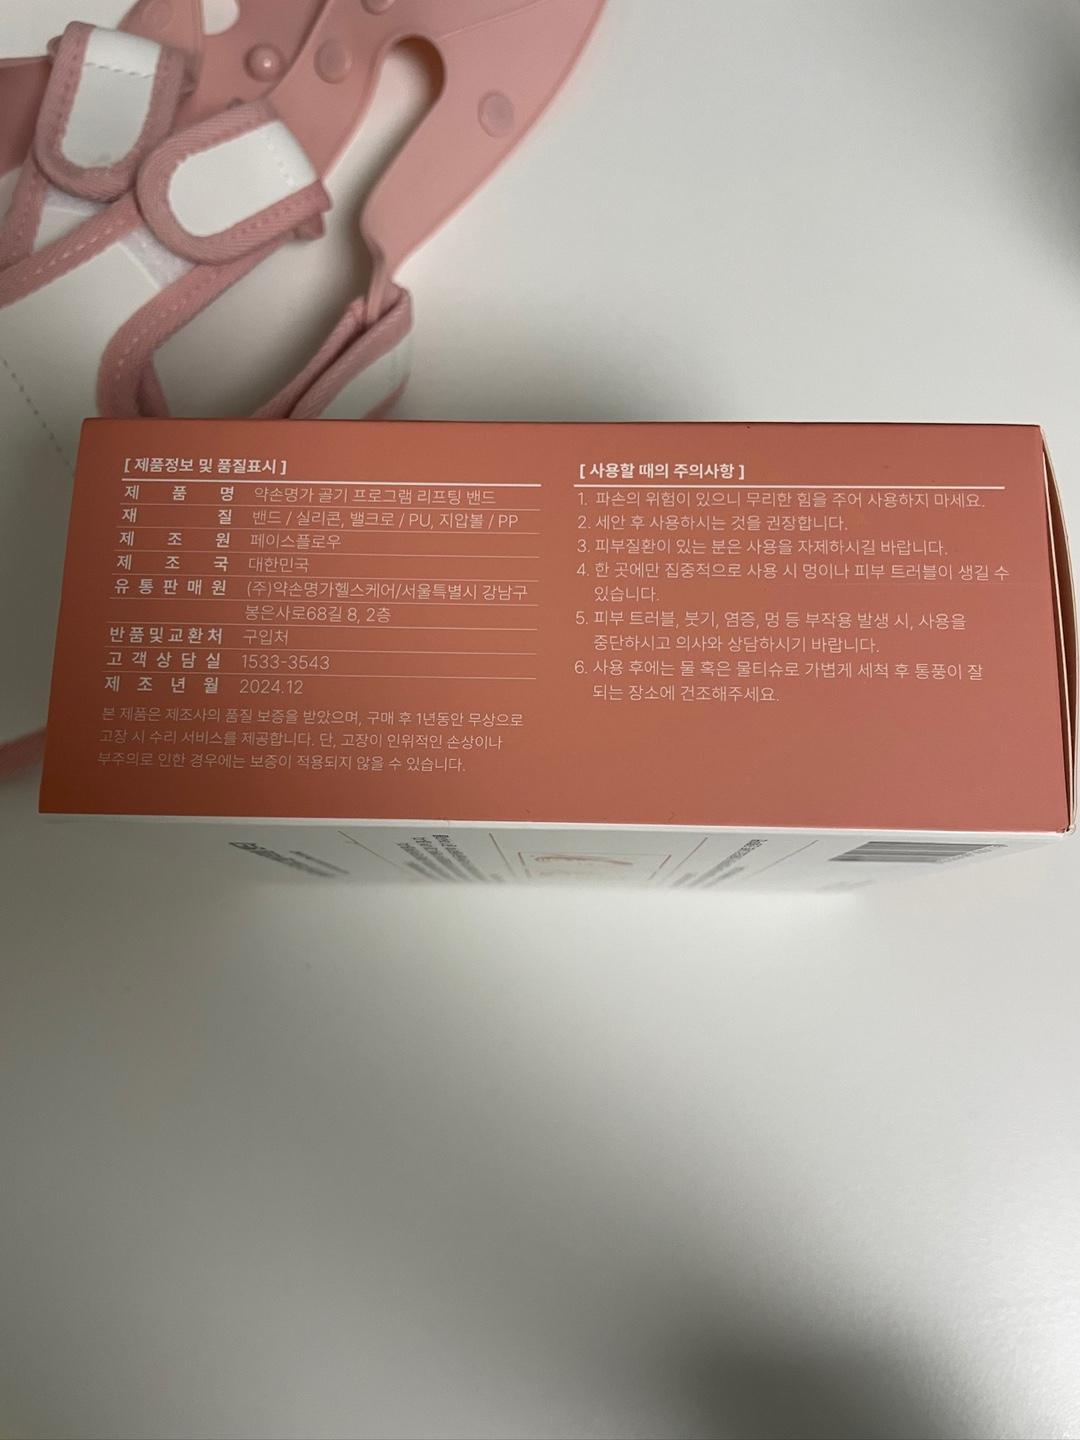 [ 제품정보 및 품질표시 ]
제 품 명 약손명가 골기 프로그램 리프팅 밴드
재 질 밴드 / 실리콘, 밸크로 / PU, 지압볼 / PP
제 조 원 페이스플로우
제 조 국 대한민국
유통판매원 (주)약손명가헬스케어/서울특별시 강남구
봉은사로68길 8, 2층
반품및교환처 구입처
고객상담실 1533-3543
제 조 년 월 2024.12
본 제품은 제조사의 품질 보증을 받았으며, 구매 후 1년동안 무상으로
고장 시 수리 서비스를 제공합니다. 단, 고장이 인위적인 손상이나
부주의로 인한 경우에는 보증이 적용되지 않을 수 있습니다.
[ 사용할 때의 주의사항 ]
1. 파손의 위험이 있으니 무리한 힘을 주어 사용하지 마세요.
2. 세안 후 사용하시는 것을 권장합니다.
3. 피부질환이 있는 분은 사용을 자제하시길 바랍니다.
4. 한 곳에만 집중적으로 사용 시 멍이나 피부 트러블이 생길 수
있습니다.
5. 피부 트러블, 붓기, 염증, 멍 등 부작용 발생 시, 사용을
중단하시고 의사와 상담하시기 바랍니다.
6. 사용 후에는 물 혹은 물티슈로 가볍게 세척 후 통풍이 잘
되는 장소에 건조해주세요.